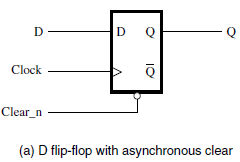 D D Q Q
Clock Q̅
Clear_n
(a) D flip-flop with asynchronous clear